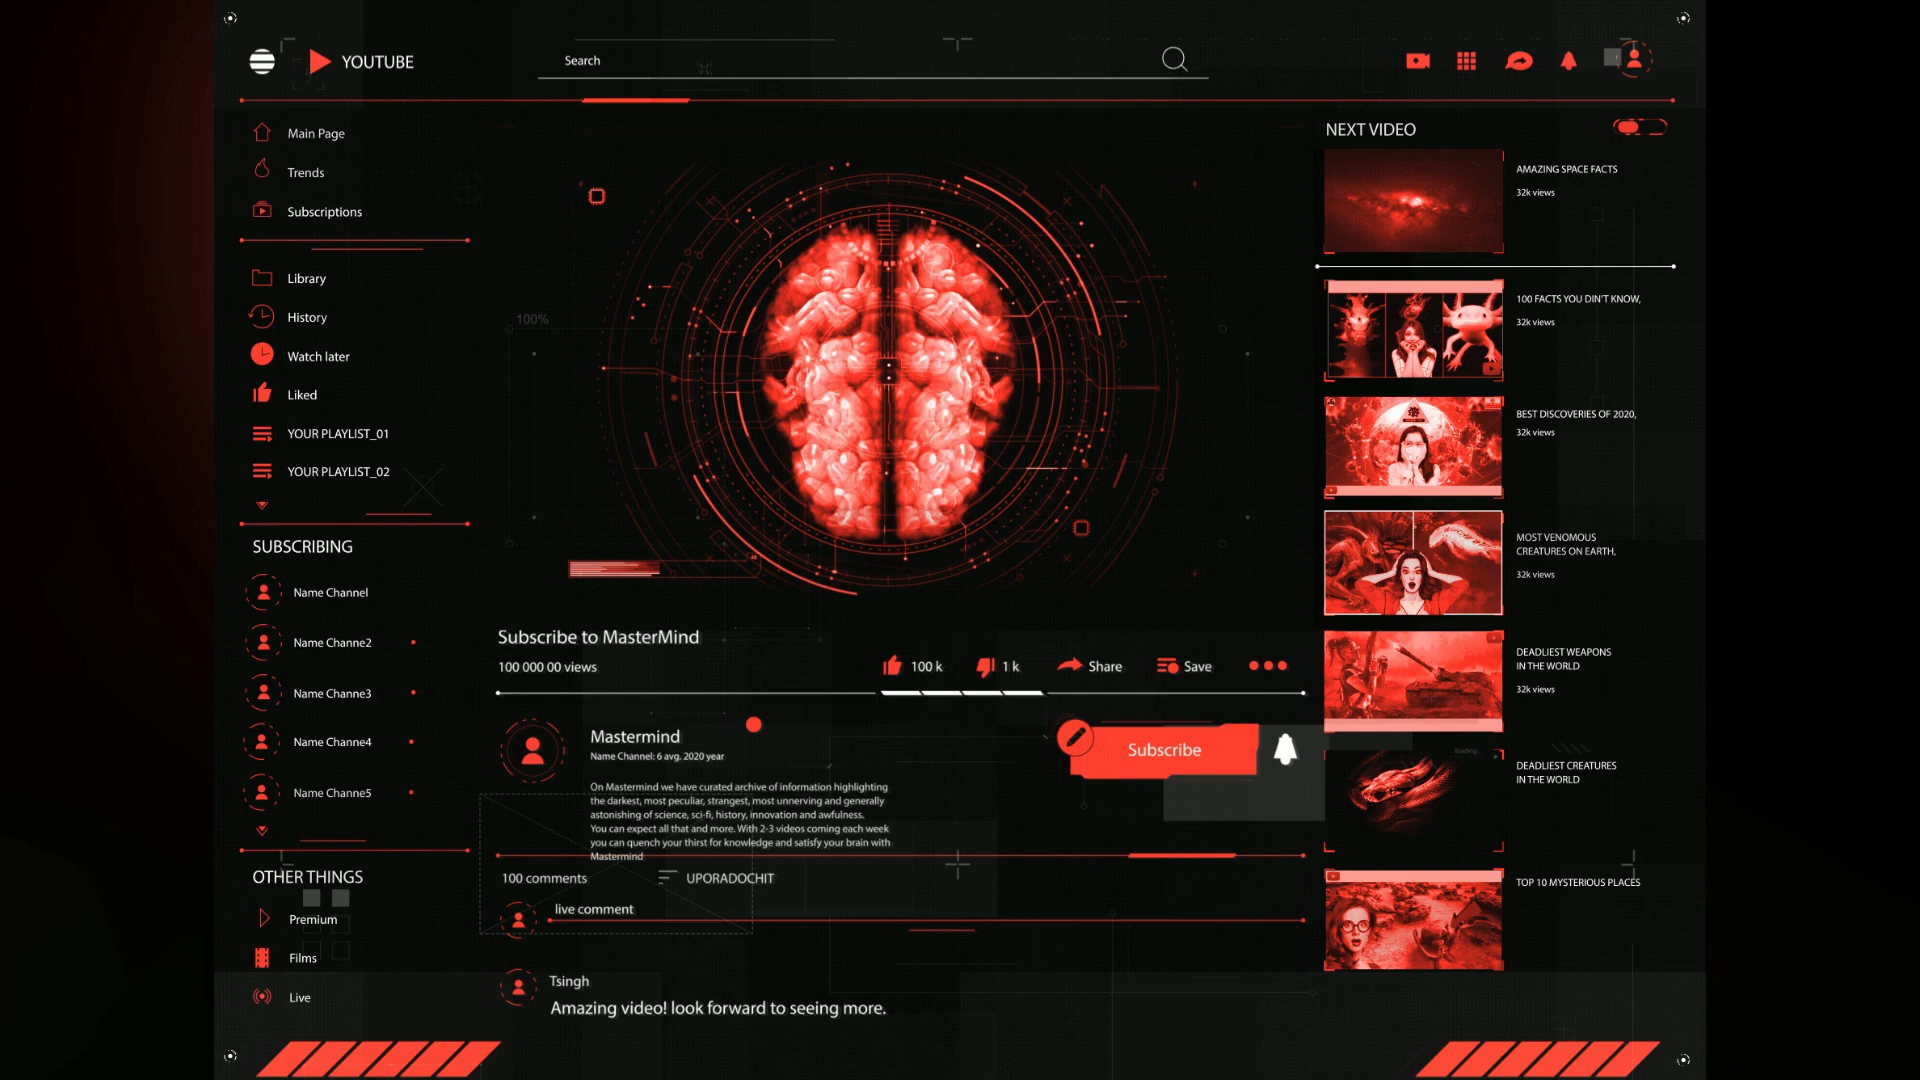 YOUTUBE
Search
Main Page
Trends
Subscriptions
Library
History
Watch later
Liked
YOUR PLAYLIST_01
YOUR PLAYLIST_02
SUBSCRIBING
Name Channel
Name Channe2
Name Channe3
Name Channe4
Name Channe5
OTHER THINGS
Premium
Films
Live
100%
Subscribe to MasterMind
100 000 00 views
100 k
1 k
Share
Save
Mastermind
Name Channel: 6 avg. 2020 year
Subscribe
On Mastermind we have curated archive of information highlighting
the darkest, most peculiar, strangest, most unnerving and generally
astonishing of science, sci-fi, history, innovation and awfulness.
You can expect all that and more. With 2-3 videos coming each week
you can quench your thirst for knowledge and satisfy your brain with
Mastermind
100 comments
UPORADOCHIT
live comment
Tsingh
Amazing video! look forward to seeing more.
NEXT VIDEO
AMAZING SPACE FACTS
32k views
100 FACTS YOU DIN'T KNOW,
32k views
BEST DISCOVERIES OF 2020,
32k views
MOST VENOMOUS
CREATURES ON EARTH,
32k views
DEADLIEST WEAPONS
IN THE WORLD
32k views
loading...
DEADLIEST CREATURES
IN THE WORLD
TOP 10 MYSTERIOUS PLACES